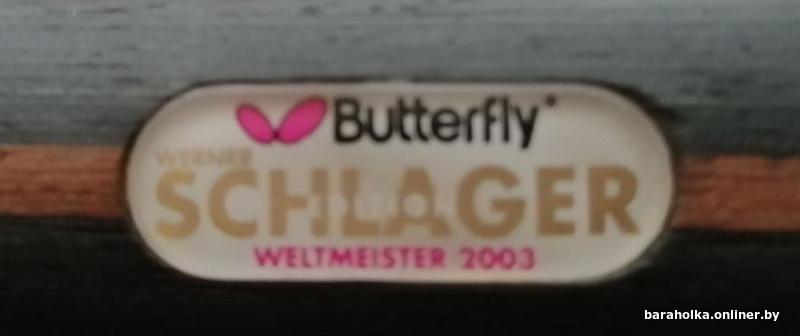 Butterfly
WERNER
SCHLAGER
WELTMEISTER 2003
baraholka.onliner.by